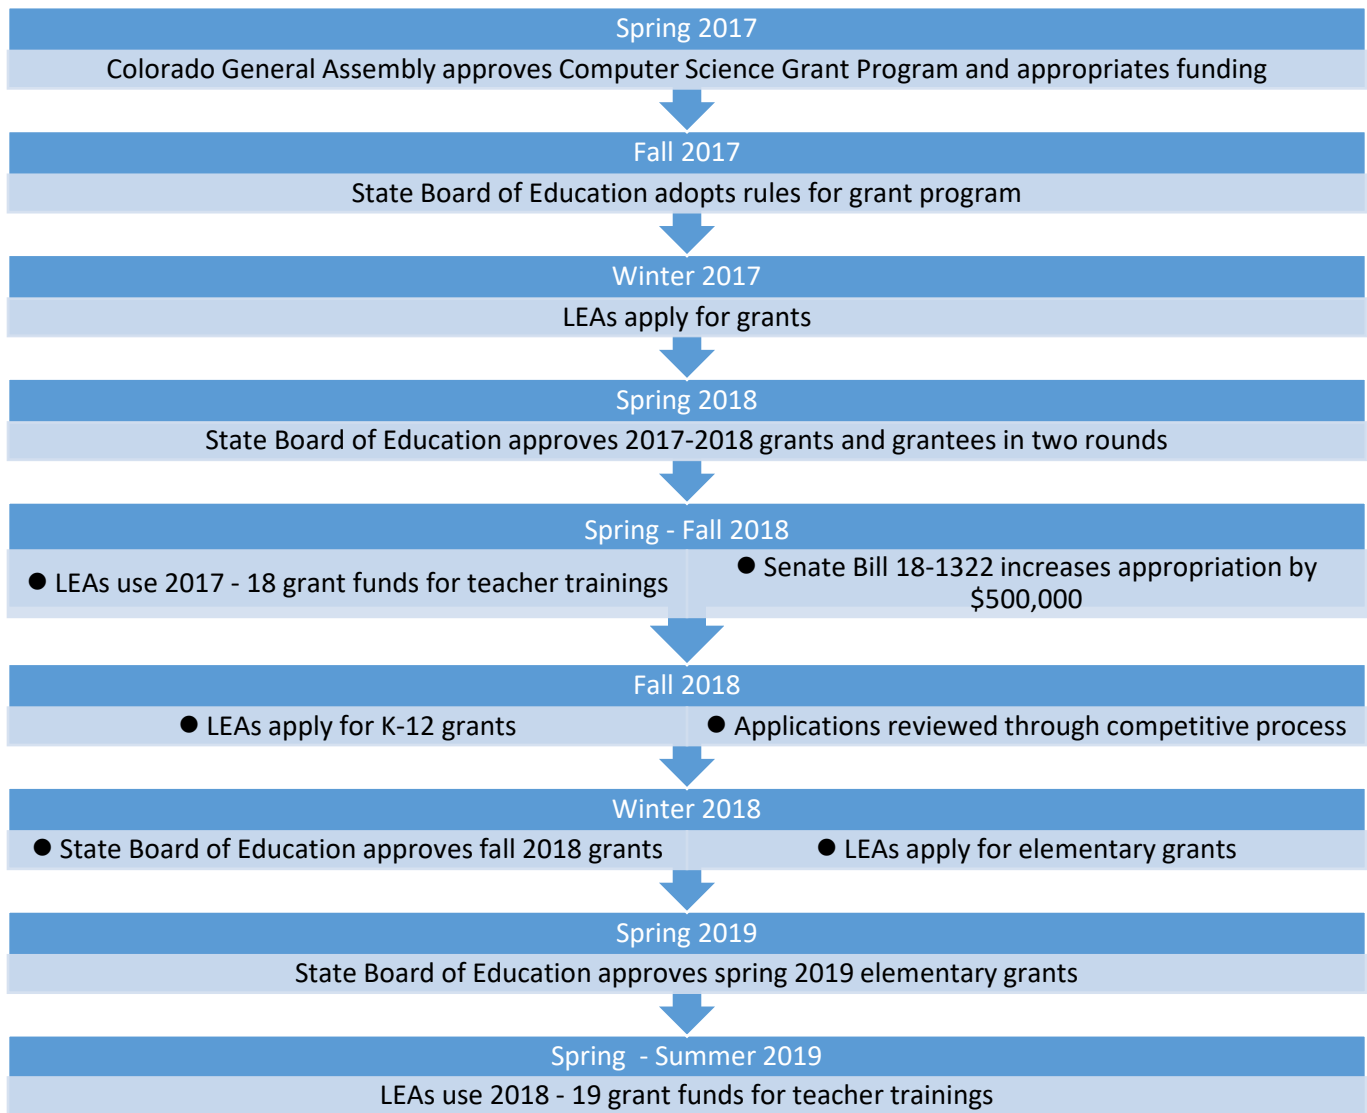 Spring 2017
Colorado General Assembly approves Computer Science Grant Program and appropriates funding
Fall 2017
State Board of Education adopts rules for grant program
Winter 2017
LEAs apply for grants
Spring 2018
State Board of Education approves 2017-2018 grants and grantees in two rounds
Spring - Fall 2018
● LEAs use 2017 - 18 grant funds for teacher trainings
● Senate Bill 18-1322 increases appropriation by
$500,000
Fall 2018
● LEAs apply for K-12 grants
● Applications reviewed through competitive process
Winter 2018
● State Board of Education approves fall 2018 grants
● LEAs apply for elementary grants
Spring 2019
State Board of Education approves spring 2019 elementary grants
Spring  - Summer 2019
LEAs use 2018 - 19 grant funds for teacher trainings